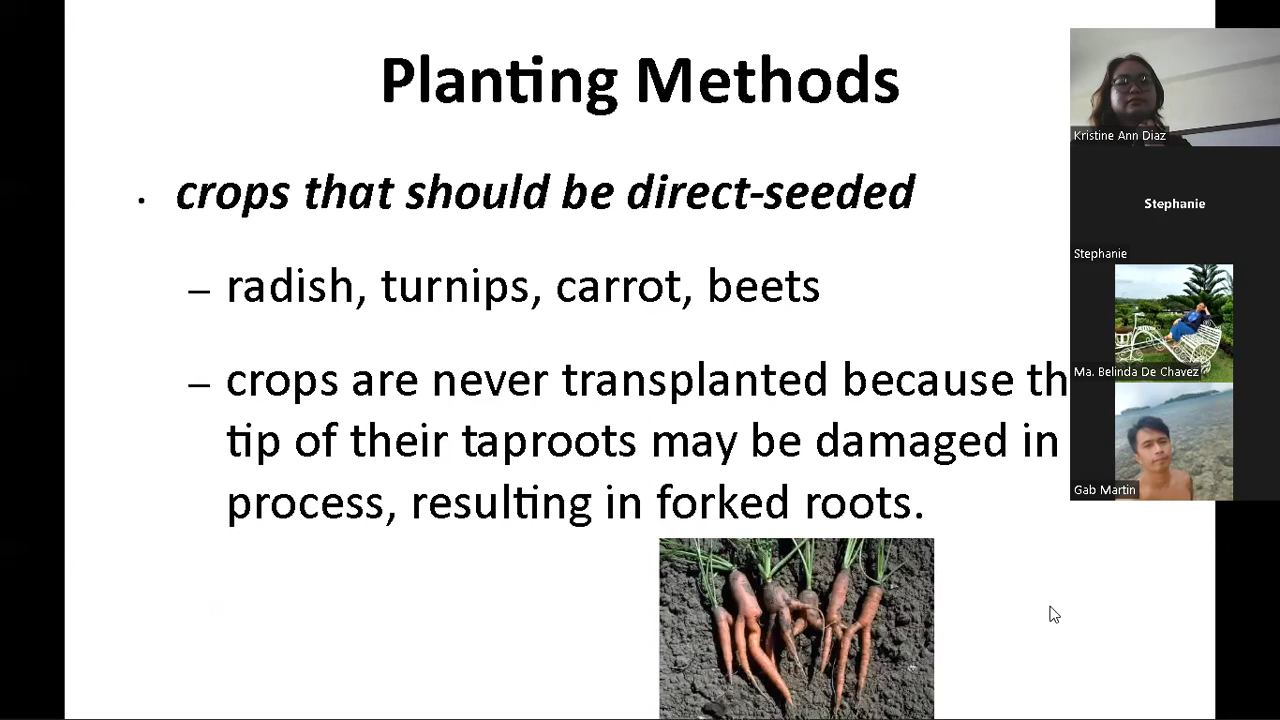 Planting Methods
• crops that should be direct-seeded
– radish, turnips, carrot, beets
– crops are never transplanted because th
tip of their taproots may be damaged in
process, resulting in forked roots.
Kristine Ann Diaz
Stephanie
Stephanie
Ma. Belinda De Chavez
Gab Martin